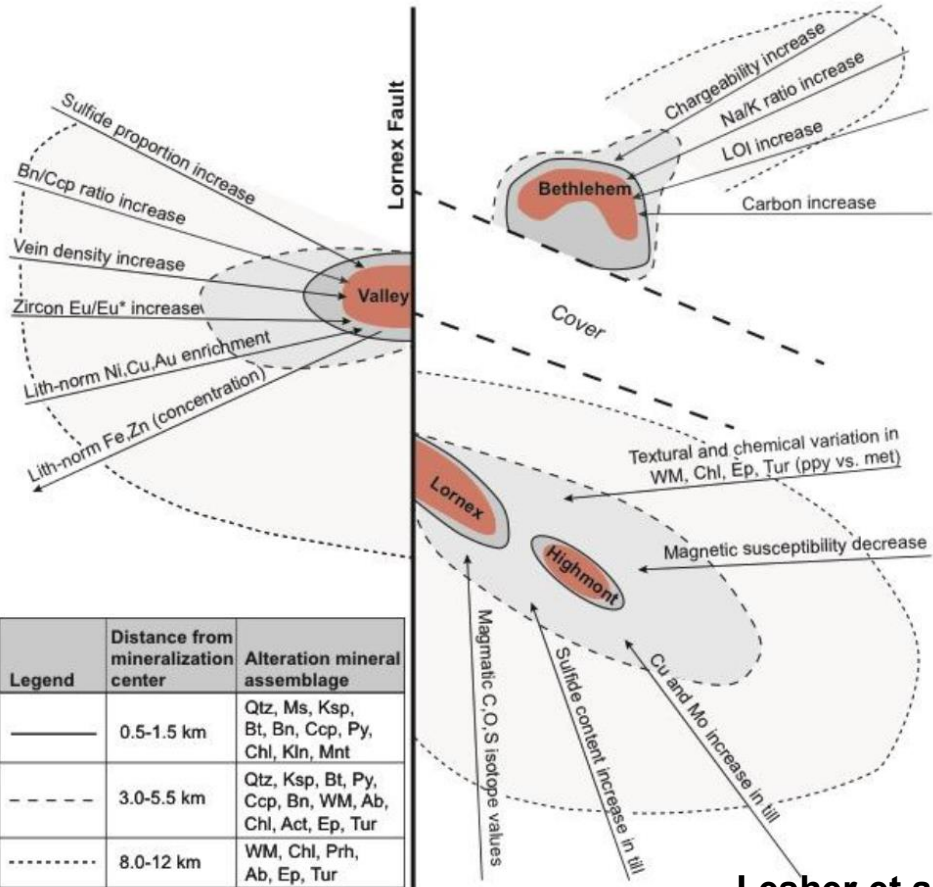 Lornex Fault
Sulfide proportion increase
Bn/Ccp ratio increase
Vein density increase
Zircon Eu/Eu* increase
Lith-norm Ni,Cu,Au enrichment
Lith-norm Fe,Zn (concentration)
Valley
Chargeability increase
Na/K ratio increase
LOI increase
Carbon increase
Bethlehem
Cover
Textural and chemical variation in
WM, Chl, Ep, Tur (ppy vs. met)
Magnetic susceptibility decrease
Lornex
Highmont
Magmatic C,O,S isotope values
Sulfide content increase in till
Cu and Mo increase in till
Legend
Distance from
mineralization
center
Alteration mineral
assemblage
0.5-1.5 km
Qtz, Ms, Ksp,
Bt, Bn, Ccp, Py,
Chl, Kln, Mnt
3.0-5.5 km
Qtz, Ksp, Bt, Py,
Ccp, Bn, WM, Ab,
Chl, Act, Ep, Tur
8.0-12 km
WM, Chl, Prh,
Ab, Ep, Tur